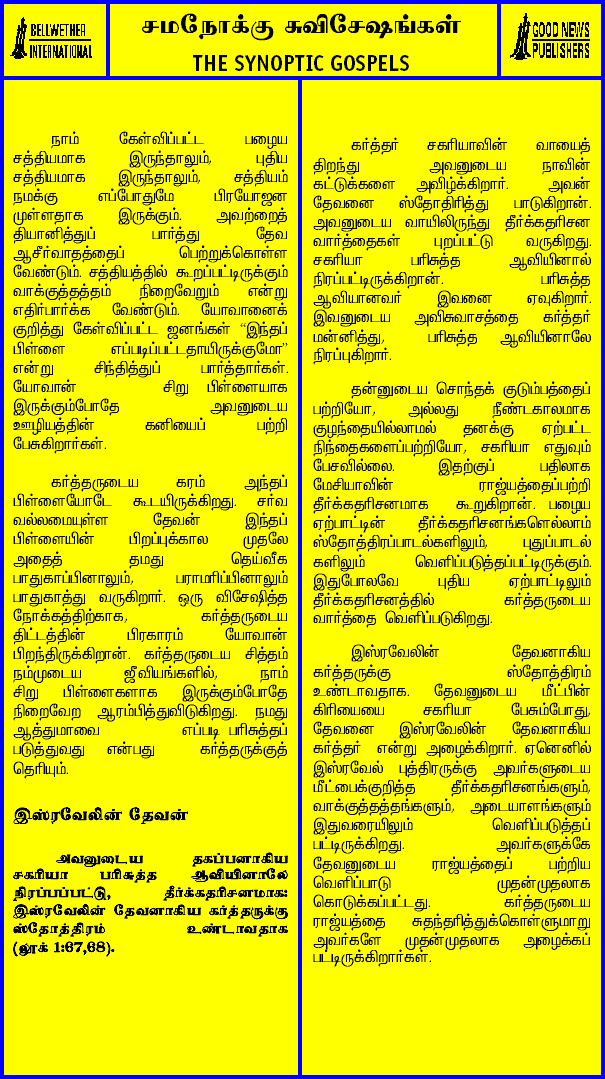 BELLWETHER
INTERNATIONAL
சமநோக்கு சுவிசேஷங்கள்
THE SYNOPTIC GOSPELS
GOOD NEWS
PUBLISHERS
நாம் கேள்விப்பட்ட பழைய
சத்தியமாக இருந்தாலும், புதிய
சத்தியமாக இருந்தாலும், சத்தியம்
நமக்கு எப்போதுமே பிரயோஜன
முள்ளதாக இருக்கும். அவற்றைத்
தியானித்துப் பார்த்து தேவ
ஆசீர்வாதத்தைப் பெற்றுக்கொள்ள
வேண்டும். சத்தியத்தில் கூறப்பட்டிருக்கும்
வாக்குத்தத்தம் நிறைவேறும் என்று
எதிர்பார்க்க வேண்டும். யோவானைக்
குறித்து கேள்விப்பட்ட ஜனங்கள் “இந்தப்
பிள்ளை எப்படிப்பட்டதாயிருக்குமோ”
என்று சிந்தித்துப் பார்த்தார்கள்.
யோவான் சிறு பிள்ளையாக
இருக்கும்போதே அவனுடைய
ஊழியத்தின் கனியைப் பற்றி
பேசுகிறார்கள்.
கர்த்தருடைய கரம் அந்தப்
பிள்ளையோடே கூடயிருக்கிறது. சர்வ
வல்லமையுள்ள தேவன் இந்தப்
பிள்ளையின் பிறப்புக்கால முதலே
அதைத் தமது தெய்வீக
பாதுகாப்பினாலும், பராமரிப்பினாலும்
பாதுகாத்து வருகிறார். ஒரு விசேஷித்த
நோக்கத்திற்காக, கர்த்தருடைய
திட்டத்தின் பிரகாரம் யோவான்
பிறந்திருக்கிறான். கர்த்தருடைய சித்தம்
நம்முடைய ஜீவியங்களில், நாம்
சிறு பிள்ளைகளாக இருக்கும்போதே
நிறைவேற ஆரம்பித்துவிடுகிறது. நமது
ஆத்துமாவை எப்படி பரிசுத்தப்
படுத்துவது என்பது கர்த்தருக்குத்
தெரியும்.
இஸ்ரவேலின் தேவன்
அவனுடைய தகப்பனாகிய
சகரியா பரிசுத்த ஆவியினாலே
நிரப்பப்பட்டு, தீர்க்கதரிசனமாக:
இஸ்ரவேலின் தேவனாகிய கர்த்தருக்கு
ஸ்தோத்திரம் உண்டாவதாக
(லூக் 1:67,68).
கர்த்தர் சகரியாவின் வாயைத்
திறந்து அவனுடைய நாவின்
கட்டுக்களை அவிழ்க்கிறார். அவன்
தேவனை ஸ்தோதிரித்து பாடுகிறான்.
அவனுடைய வாயிலிருந்து தீர்க்கதரிசன
வார்த்தைகள் புறப்பட்டு வருகிறது.
சகரியா பரிசுத்த ஆவியினால்
நிரப்பட்டிருக்கிறான். பரிசுத்த
ஆவியானவர் இவனை ஏவுகிறார்.
இவனுடைய அவிசுவாசத்தை கர்த்தர்
மன்னித்து, பரிசுத்த ஆவியினாலே
நிரப்புகிறார்.
தன்னுடைய சொந்தக் குடும்பத்தைப்
பற்றியோ, அல்லது நீண்டகாலமாக
குழந்தையில்லாமல் தனக்கு ஏற்பட்ட
நிந்தைகளைப்பற்றியோ, சகரியா எதுவும்
பேசவில்லை. இதற்குப் பதிலாக
மேசியாவின் ராஜ்யத்தைப்பற்றி
தீர்க்கதரிசனமாக கூறுகிறான். பழைய
ஏற்பாட்டின் தீர்க்கதரிசனங்களெல்லாம்
ஸ்தோத்திரப்பாடல்களிலும், புதுப்பாடல்
களிலும் வெளிப்படுத்தப்பட்டிருக்கும்.
இதுபோலவே புதிய ஏற்பாட்டிலும்
தீர்க்கதரிசனத்தில் கர்த்தருடைய
வார்த்தை வெளிப்படுகிறது.
இஸ்ரவேலின் தேவனாகிய
கர்த்தருக்கு ஸ்தோத்திரம்
உண்டாவதாக. தேவனுடைய மீட்பின்
கிரியையை சகரியா பேசும்போது,
தேவனை இஸ்ரவேலின் தேவனாகிய
கர்த்தர் என்று அழைக்கிறார். ஏனெனில்
இஸ்ரவேல் புத்திரருக்கு அவர்களுடைய
மீட்பைக்குறித்த தீர்க்கதரிசனங்களும்,
வாக்குத்தத்தங்களும், அடையாளங்களும்
இதுவரையிலும் வெளிப்படுத்தப்
பட்டிருக்கிறது. அவர்களுக்கே
தேவனுடைய ராஜ்யத்தைப் பற்றிய
வெளிப்பாடு முதன்முதலாக
கொடுக்கப்பட்டது. கர்த்தருடைய
ராஜ்யத்தை சுதந்தரித்துக்கொள்ளுமாறு
அவர்களே முதன்முதலாக அழைக்கப்
பட்டிருக்கிறார்கள்.